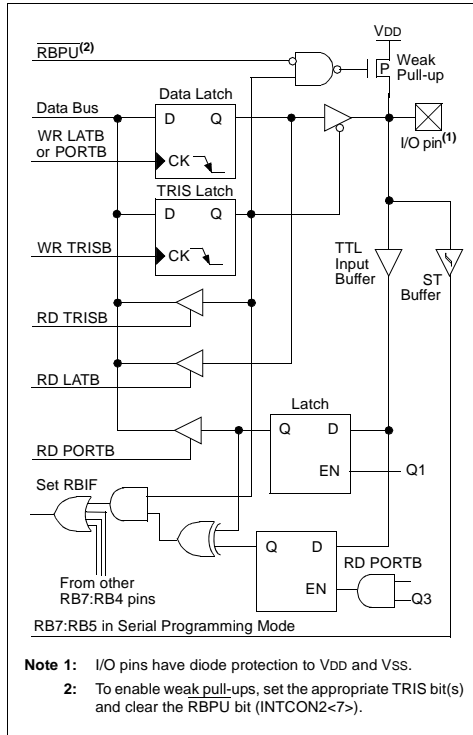 VDD
RBPU(2)
P
Weak
Pull-up
Data Bus
Data Latch
D Q
WR LATB
or PORTB
CK
I/O pin(1)
TRIS Latch
D Q
WR TRISB
CK
TTL
Input
Buffer
ST
Buffer
RD TRISB
RD LATB
Latch
Q D
RD PORTB
EN
Q1
Set RBIF
Q D
RD PORTB
EN
Q3
From other
RB7:RB4 pins
RB7:RB5 in Serial Programming Mode
Note 1: I/O pins have diode protection to VDD and VSS.
2: To enable weak pull-ups, set the appropriate TRIS bit(s)
and clear the RBPU bit (INTCON2<7>).